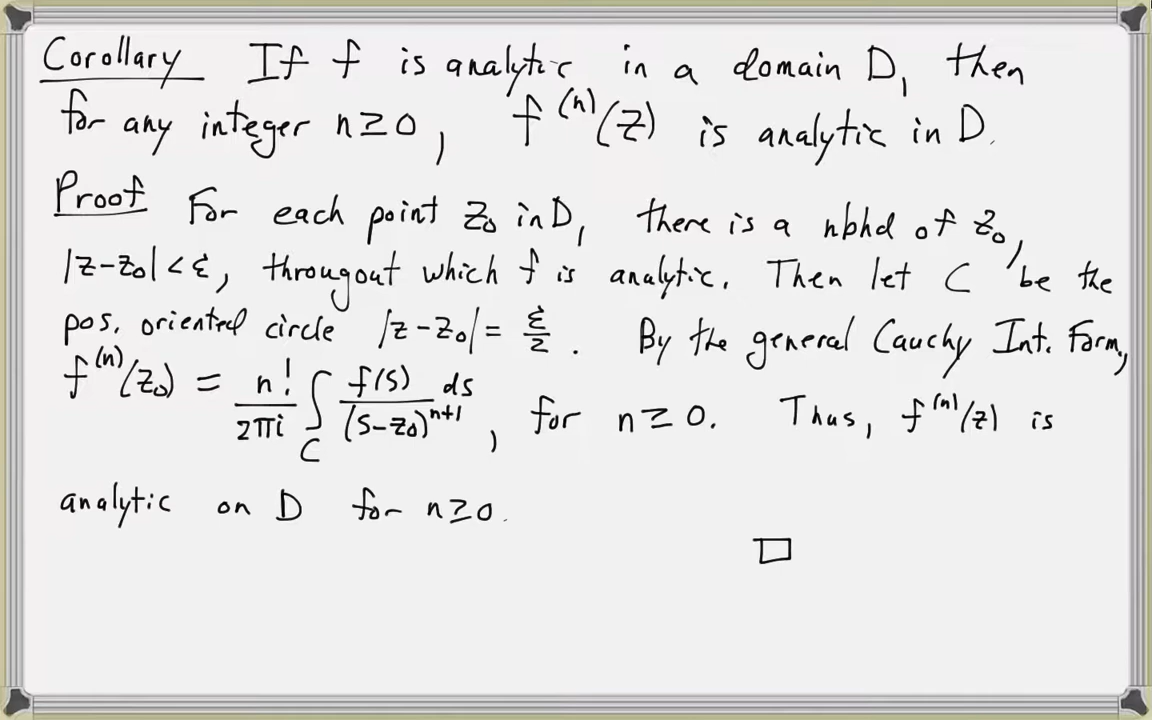 Corollary If f is analytic in a domain D, then
for any integer n ≥ 0, f^(n)(z) is analytic in D.
Proof For each point z₀ in D, there is a nbhd of z₀,
|z-z₀| < ε, througout which f is analytic. Then let C be the
pos. oriented circle |z-z₀| = ε/2. By the general Cauchy Int. Form,
f^(n)(z₀) = n!/2πi ∫_C f(s)/(s-z₀)^(n+1) ds, for n ≥ 0. Thus, f^(n)(z) is
analytic on D for n ≥ 0.
□